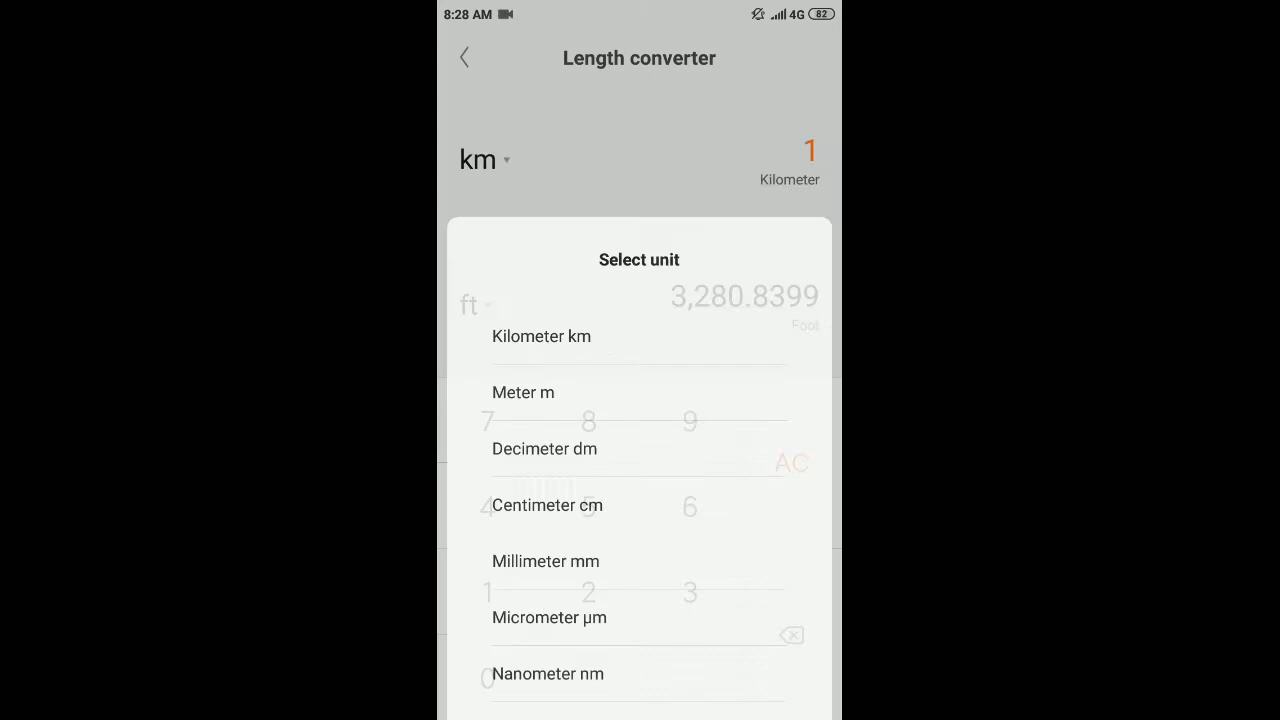 8:28 AM 4G 82
Length converter
km 1
Kilometer
Select unit
ft 3,280.8399
Foot
Kilometer km
Meter m
7 8 9
Decimeter dm
AC
Centimeter cm
4 5 6
Millimeter mm
1 2 3
Micrometer µm
Nanometer nm
0